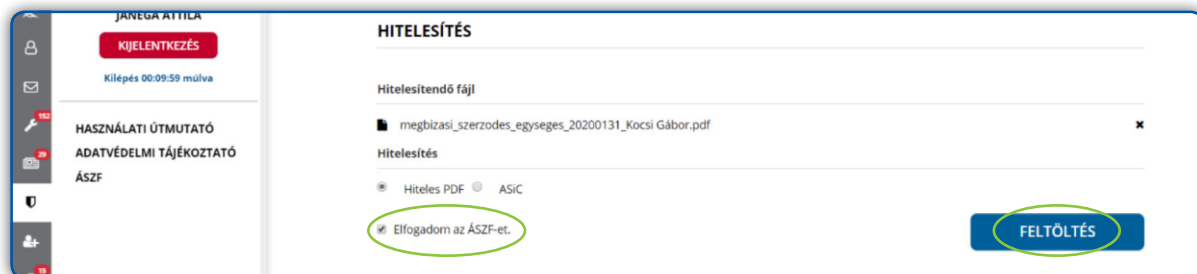 JANEGA ATTILA
KIJELENTKEZÉS
Kilépés 00:09:59 múlva
152
29
15
HASZNÁLATI ÚTMUTATÓ
ADATVÉDELMI TÁJÉKOZTATÓ
ÁSZF
HITELESÍTÉS
Hitelesítendő fájl
megbizasi_szerzodes_egyseges_20200131_Kocsi Gábor.pdf
Hitelesítés
Hiteles PDF ASiC
Elfogadom az ÁSZF-et.
FELTÖLTÉS